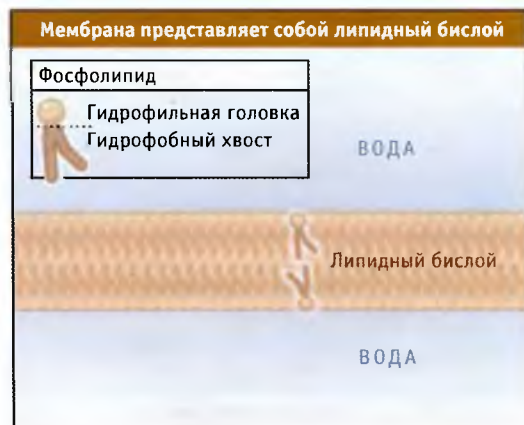 Мембрана представляет собой липидный бислой
Фосфолипид
Гидрофильная головка
Гидрофобный хвост
ВОДА
Липидный бислой
ВОДА